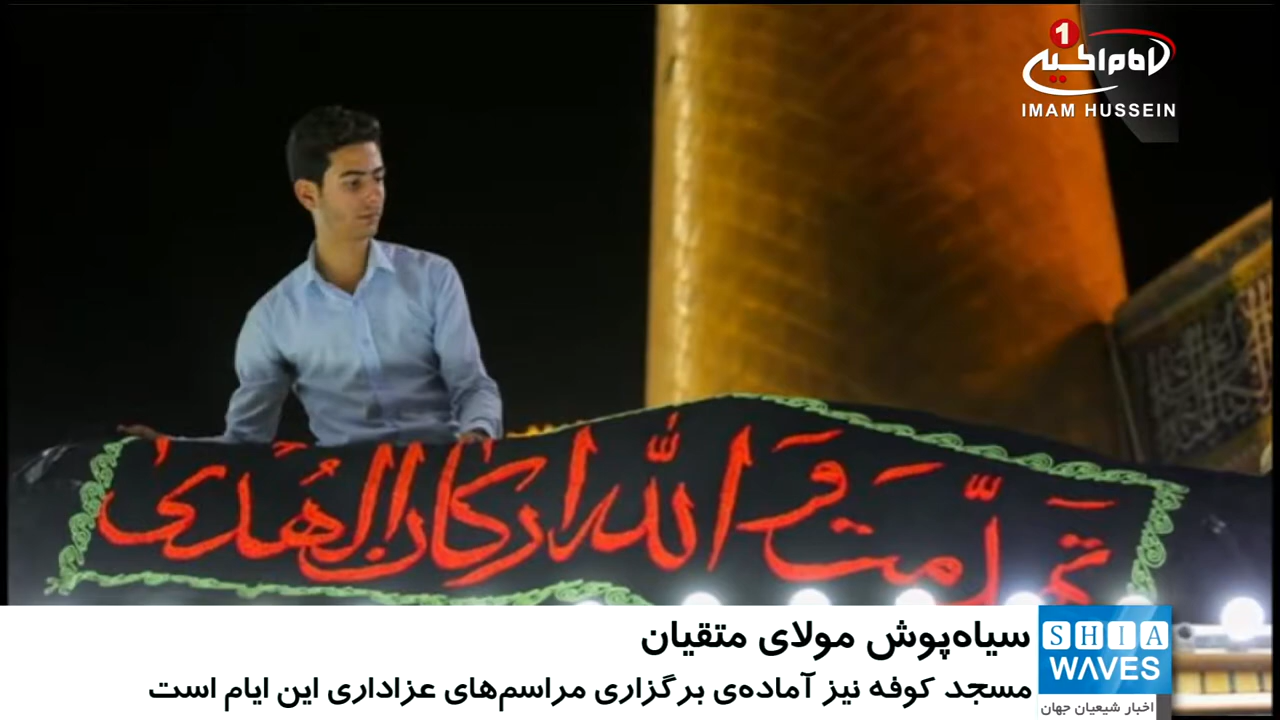 1
امام حسین
IMAM HUSSEIN
تهدمت والله ارکان الهدی
سیاه‌پوش مولای متقیان
مسجد کوفه نیز آماده‌ی برگزاری مراسم‌های عزاداری این ایام است
SHIA
WAVES
اخبار شیعیان جهان